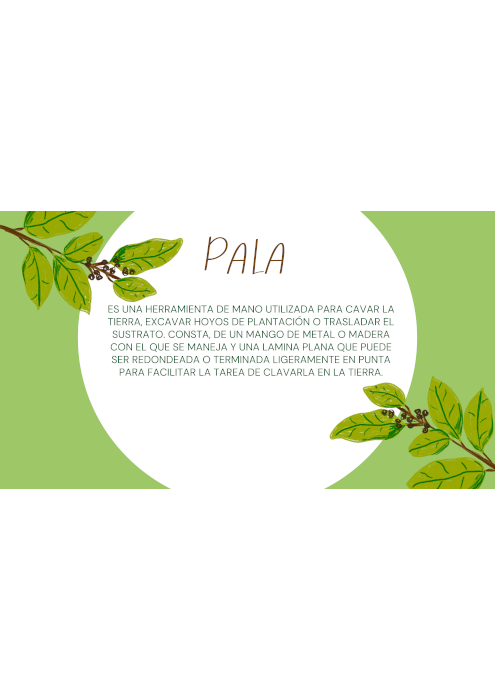 PALA
ES UNA HERRAMIENTA DE MANO UTILIZADA PARA CAVAR LA
TIERRA, EXCAVAR HOYOS DE PLANTACIÓN O TRASLADAR EL
SUSTRATO. CONSTA, DE UN MANGO DE METAL O MADERA
CON EL QUE SE MANEJA Y UNA LAMINA PLANA QUE PUEDE
SER REDONDEADA O TERMINADA LIGERAMENTE EN PUNTA
PARA FACILITAR LA TAREA DE CLAVARLA EN LA TIERRA.